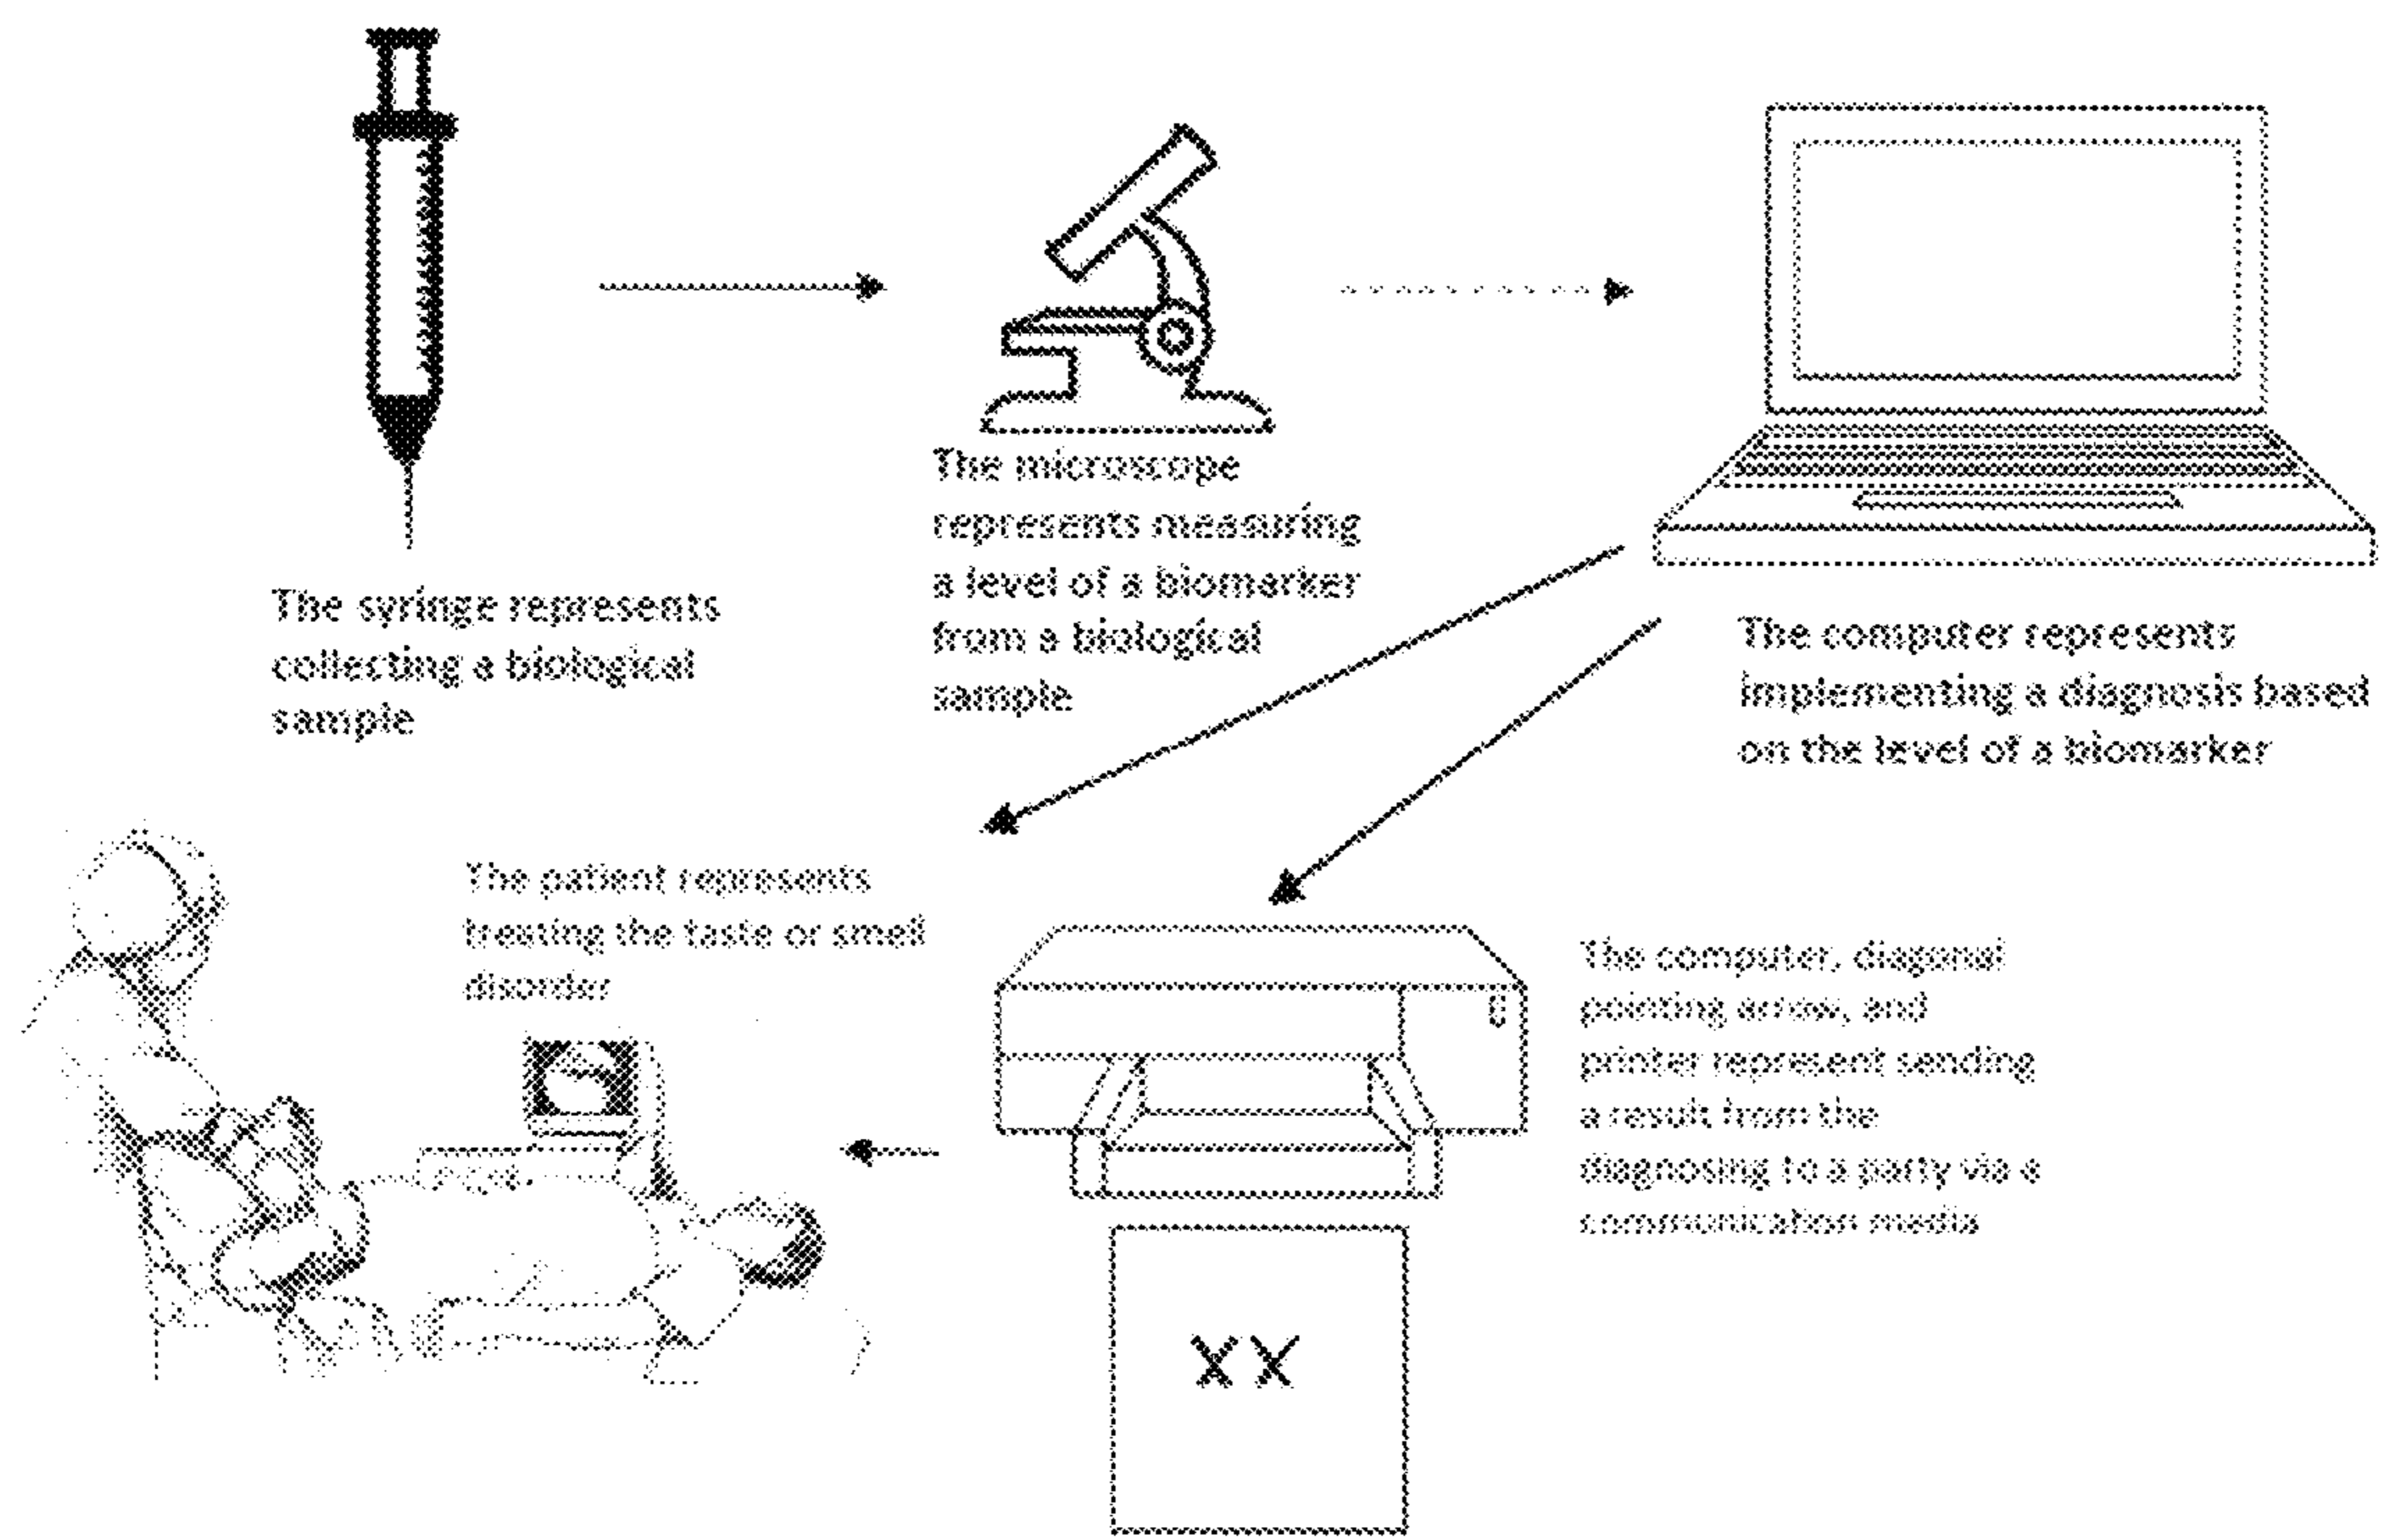 The syringe represents
collecting a biological
sample
The microscope
represents measuring
a level of a biomarker
from a biological
sample
The computer represents
implementing a diagnosis based
on the level of a biomarker
The patient represents
treating the taste or smell
disorder
The computer, diagonal
pointing arrow, and
printer represent sending
a result from the
diagnosing to a party via a
communication media
XX